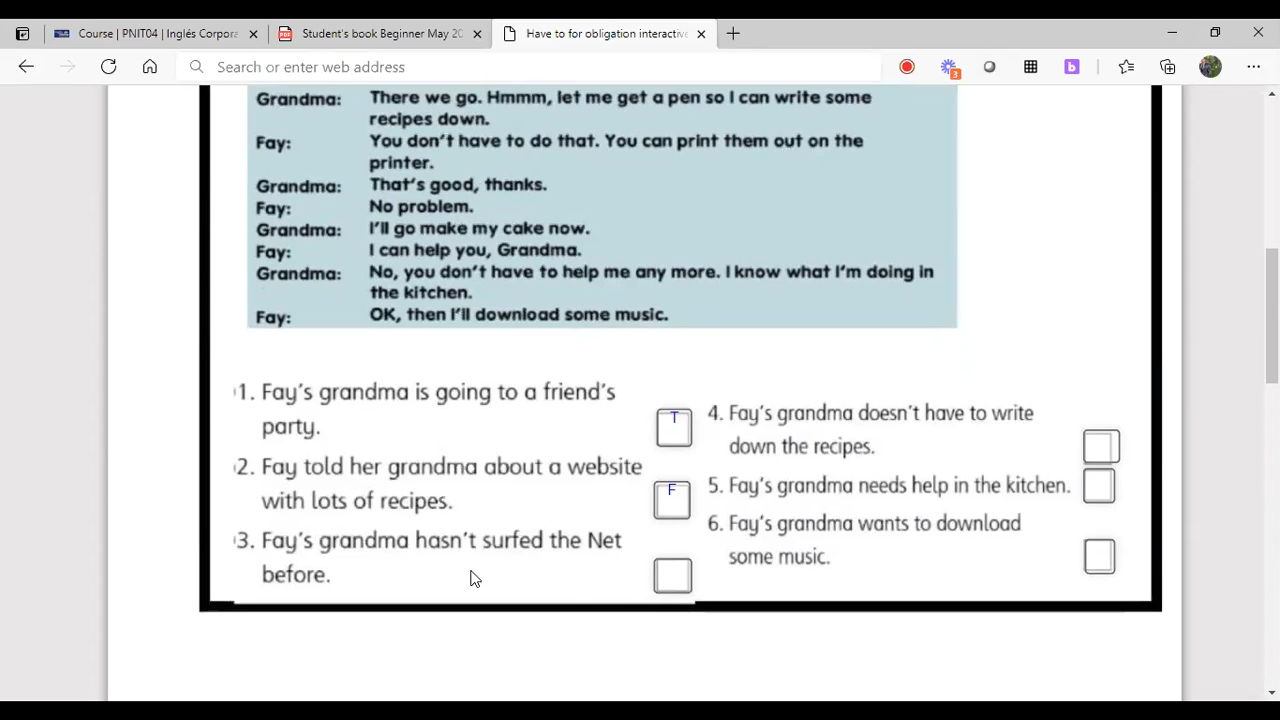 Course | PNIT04 | Inglés Corpora
Student's book Beginner May 20
Have to for obligation interactive
Search or enter web address
3
b
Grandma: There we go. Hmmm, let me get a pen so I can write some
recipes down.
Fay: You don't have to do that. You can print them out on the
printer.
Grandma: That's good, thanks.
Fay: No problem.
Grandma: I'll go make my cake now.
Fay: I can help you, Grandma.
Grandma: No, you don't have to help me any more. I know what I'm doing in
the kitchen.
Fay: OK, then I'll download some music.
1. Fay's grandma is going to a friend's
party. T
2. Fay told her grandma about a website
with lots of recipes. F
3. Fay's grandma hasn't surfed the Net
before.
4. Fay's grandma doesn't have to write
down the recipes.
5. Fay's grandma needs help in the kitchen.
6. Fay's grandma wants to download
some music.